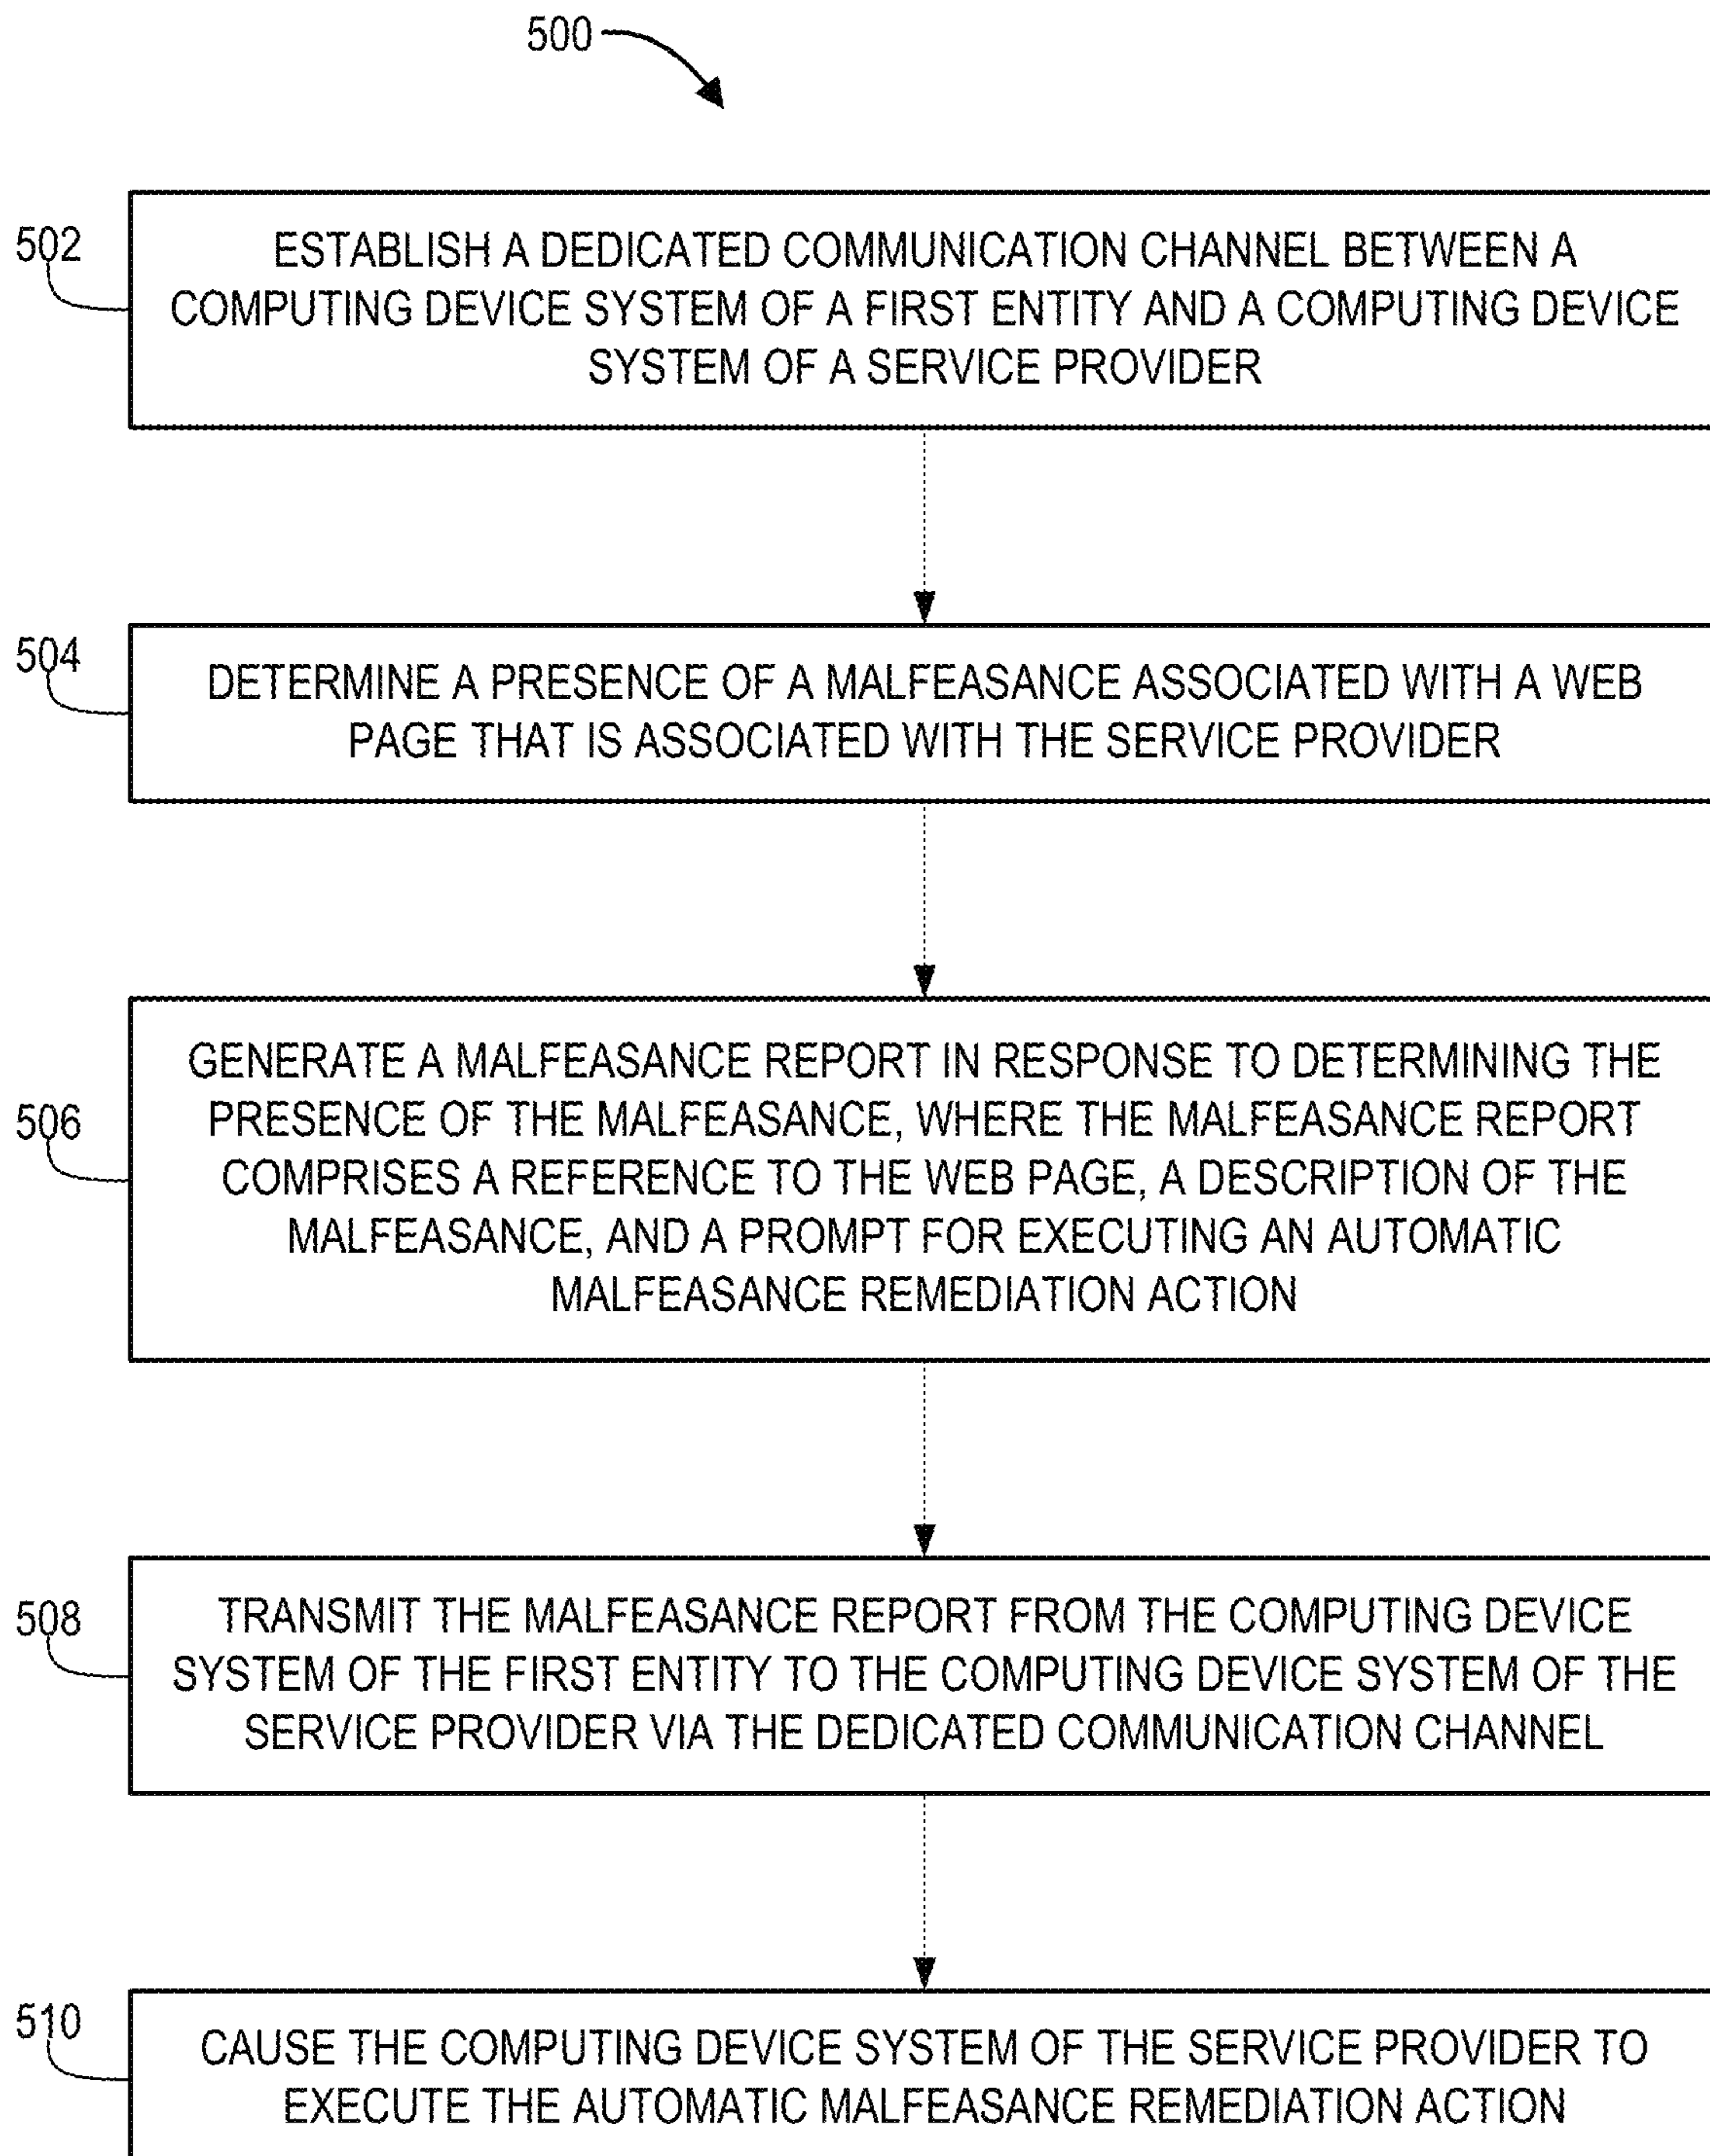 500
502
ESTABLISH A DEDICATED COMMUNICATION CHANNEL BETWEEN A
COMPUTING DEVICE SYSTEM OF A FIRST ENTITY AND A COMPUTING DEVICE
SYSTEM OF A SERVICE PROVIDER
504
DETERMINE A PRESENCE OF A MALFEASANCE ASSOCIATED WITH A WEB
PAGE THAT IS ASSOCIATED WITH THE SERVICE PROVIDER
506
GENERATE A MALFEASANCE REPORT IN RESPONSE TO DETERMINING THE
PRESENCE OF THE MALFEASANCE, WHERE THE MALFEASANCE REPORT
COMPRISES A REFERENCE TO THE WEB PAGE, A DESCRIPTION OF THE
MALFEASANCE, AND A PROMPT FOR EXECUTING AN AUTOMATIC
MALFEASANCE REMEDIATION ACTION
508
TRANSMIT THE MALFEASANCE REPORT FROM THE COMPUTING DEVICE
SYSTEM OF THE FIRST ENTITY TO THE COMPUTING DEVICE SYSTEM OF THE
SERVICE PROVIDER VIA THE DEDICATED COMMUNICATION CHANNEL
510
CAUSE THE COMPUTING DEVICE SYSTEM OF THE SERVICE PROVIDER TO
EXECUTE THE AUTOMATIC MALFEASANCE REMEDIATION ACTION